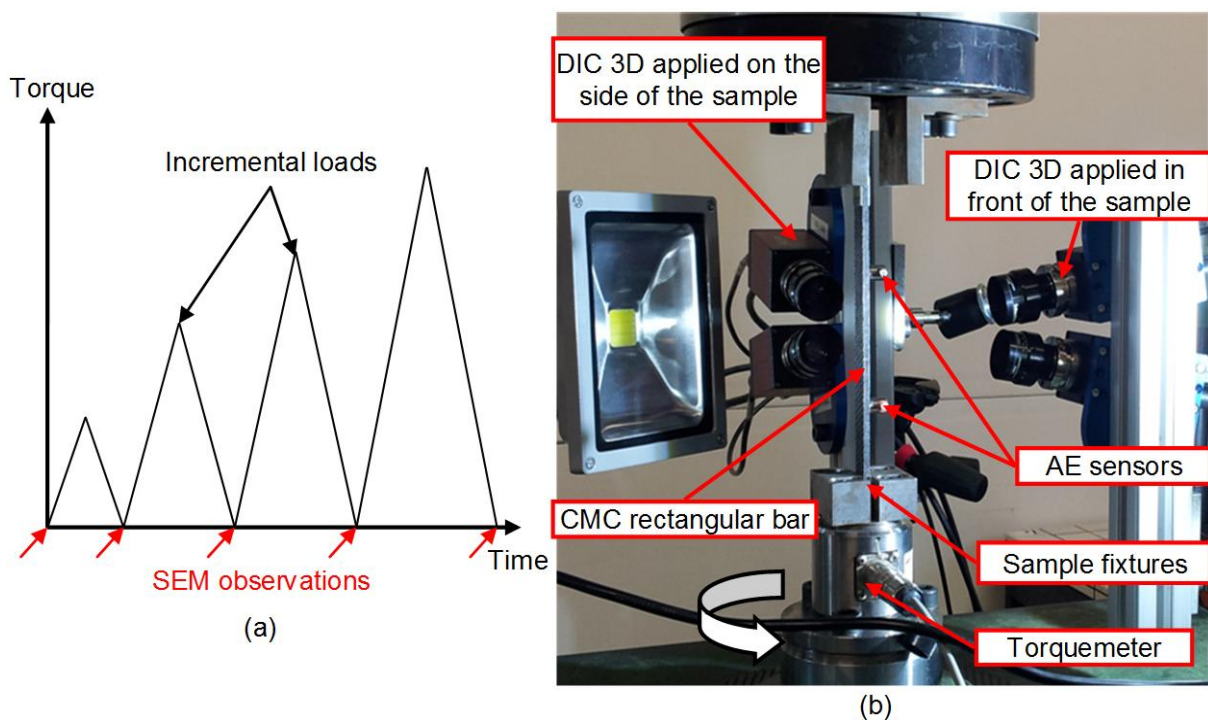 Torque
Incremental loads
Time
SEM observations
(a)
DIC 3D applied on the
side of the sample
DIC 3D applied in
front of the sample
AE sensors
CMC rectangular bar
Sample fixtures
Torquemeter
(b)